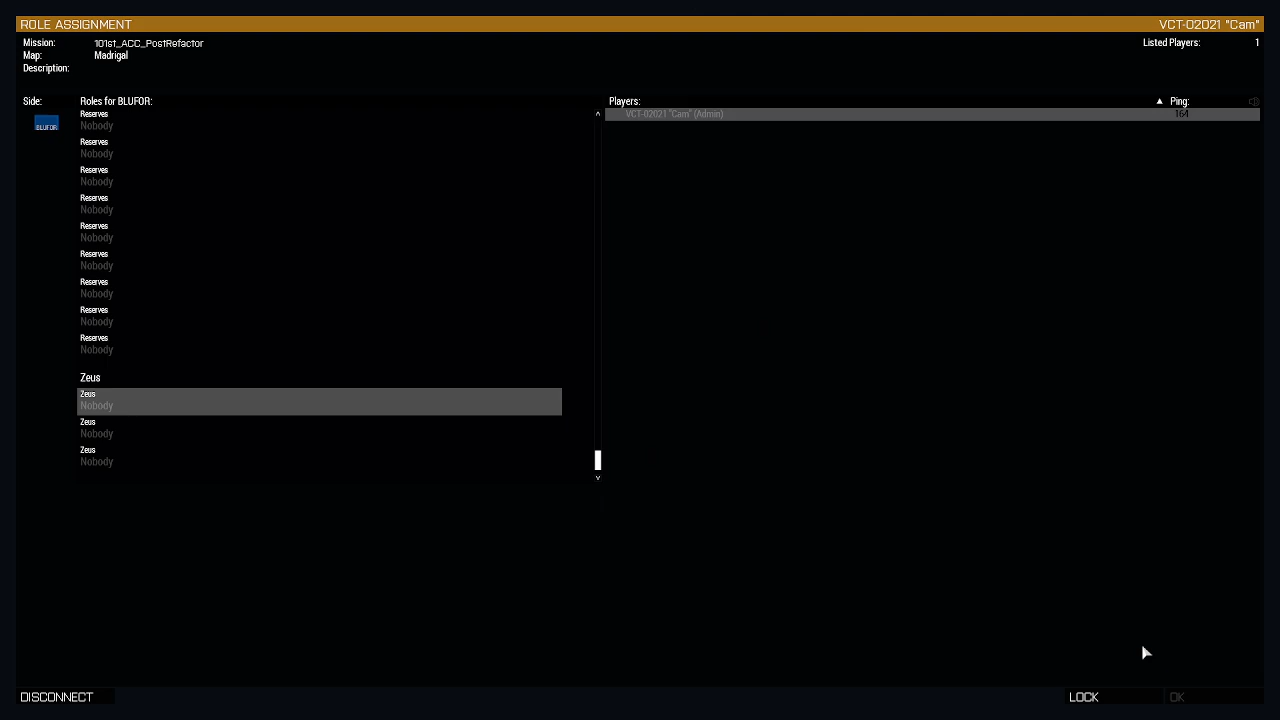 ROLE ASSIGNMENT VCT-02021 "Cam"
Mission: 101st_ACC_PostRefactor Listed Players: 1
Map: Madrigal
Description:
Side: Roles for BLUFOR: Players: ▲ Ping:
BLUFOR
Reserves
Nobody
Reserves
Nobody
Reserves
Nobody
Reserves
Nobody
Reserves
Nobody
Reserves
Nobody
Reserves
Nobody
Reserves
Nobody
Reserves
Nobody
Zeus
Zeus
Nobody
Zeus
Nobody
Zeus
Nobody
VCT-02021 "Cam" (Admin) 164
DISCONNECT LOCK OK